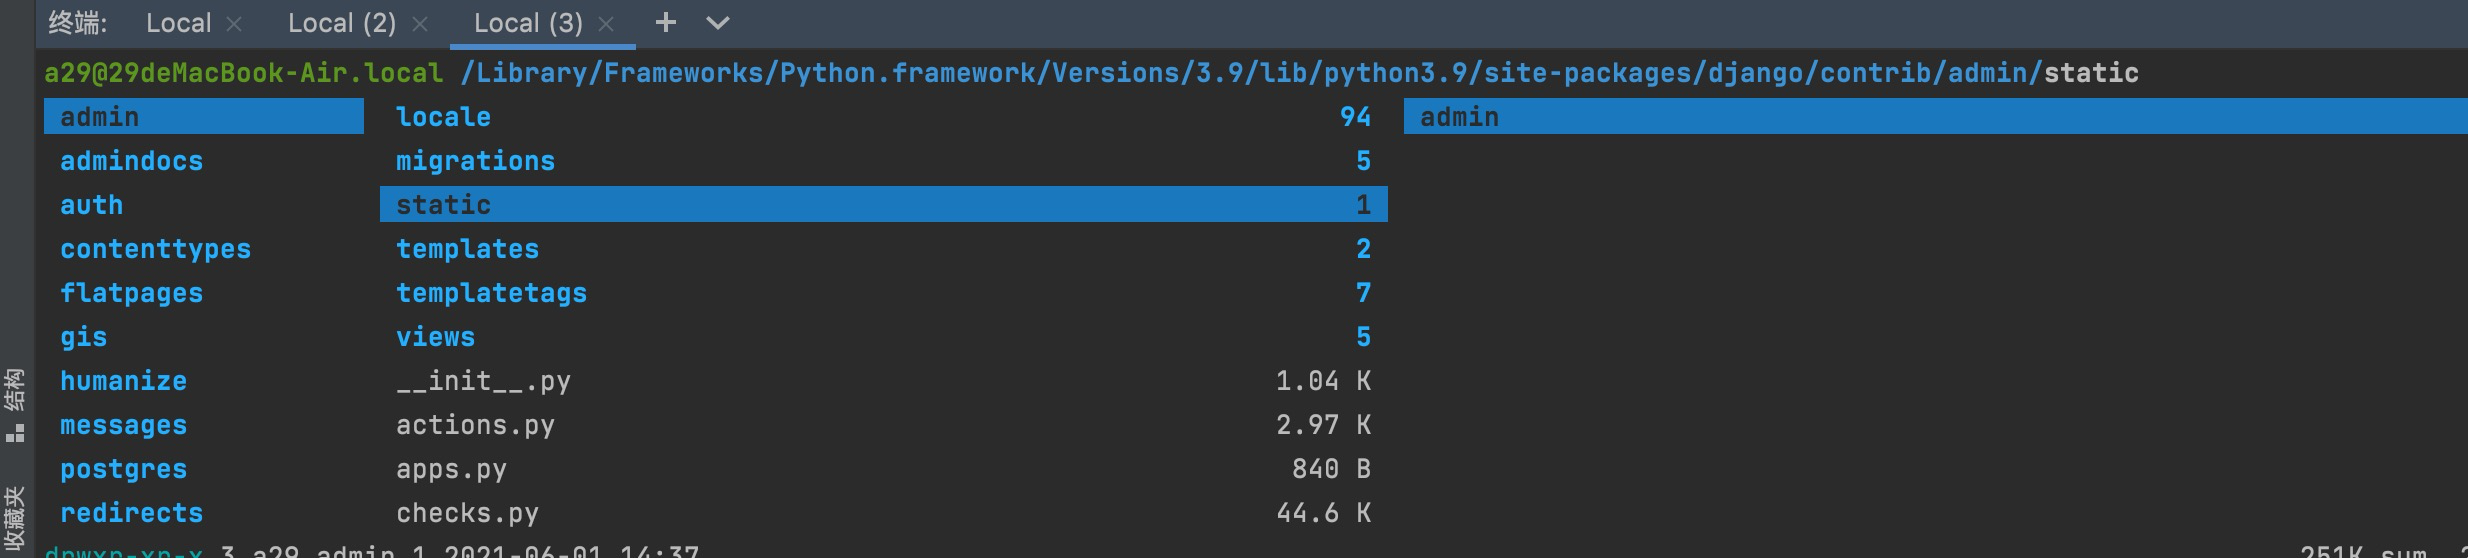 终端: Local × Local (2) × Local (3) × +
a29@29deMacBook-Air.local /Library/Frameworks/Python.framework/Versions/3.9/lib/python3.9/site-packages/django/contrib/admin/static
admin locale 94 admin
admindocs migrations 5
auth static 1
contenttypes templates 2
flatpages templatetags 7
gis views 5
humanize __init__.py 1.04 K
messages actions.py 2.97 K
postgres apps.py 840 B
redirects checks.py 44.6 K
drwxr-xr-x 3 a29 admin 1 2021-06-01 14:37 251K sum,
结构
收藏夹